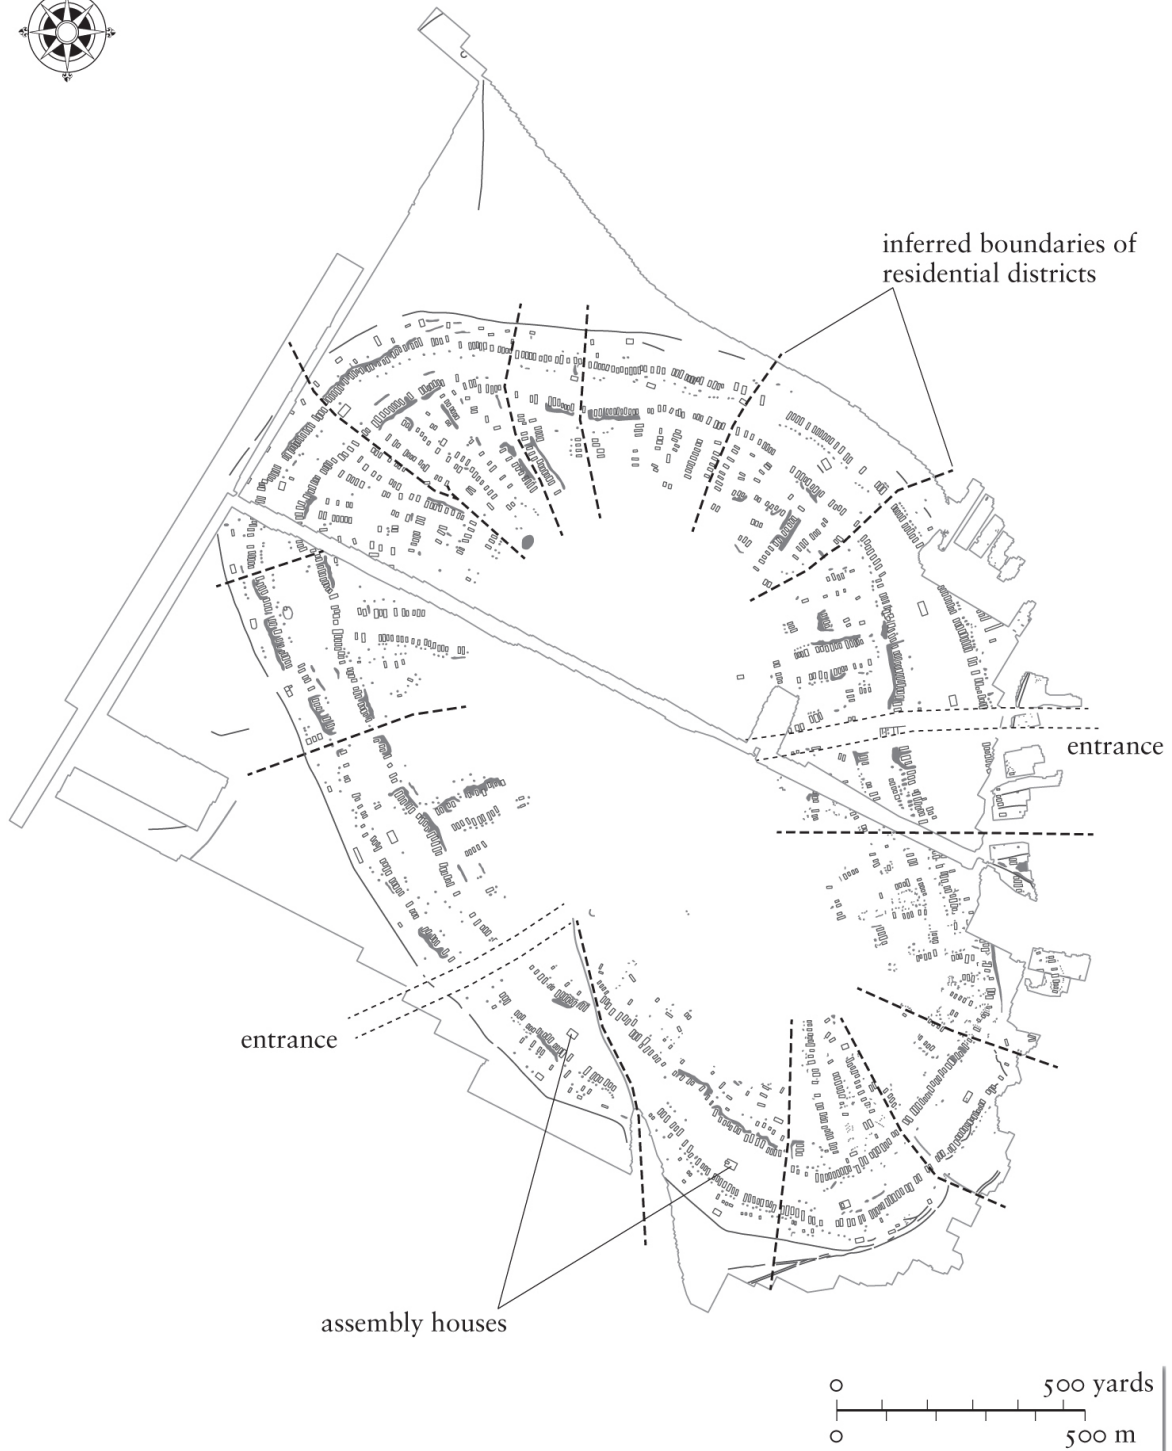 inferred boundaries of
residential districts
entrance
entrance
assembly houses
0 500 yards
0 500 m